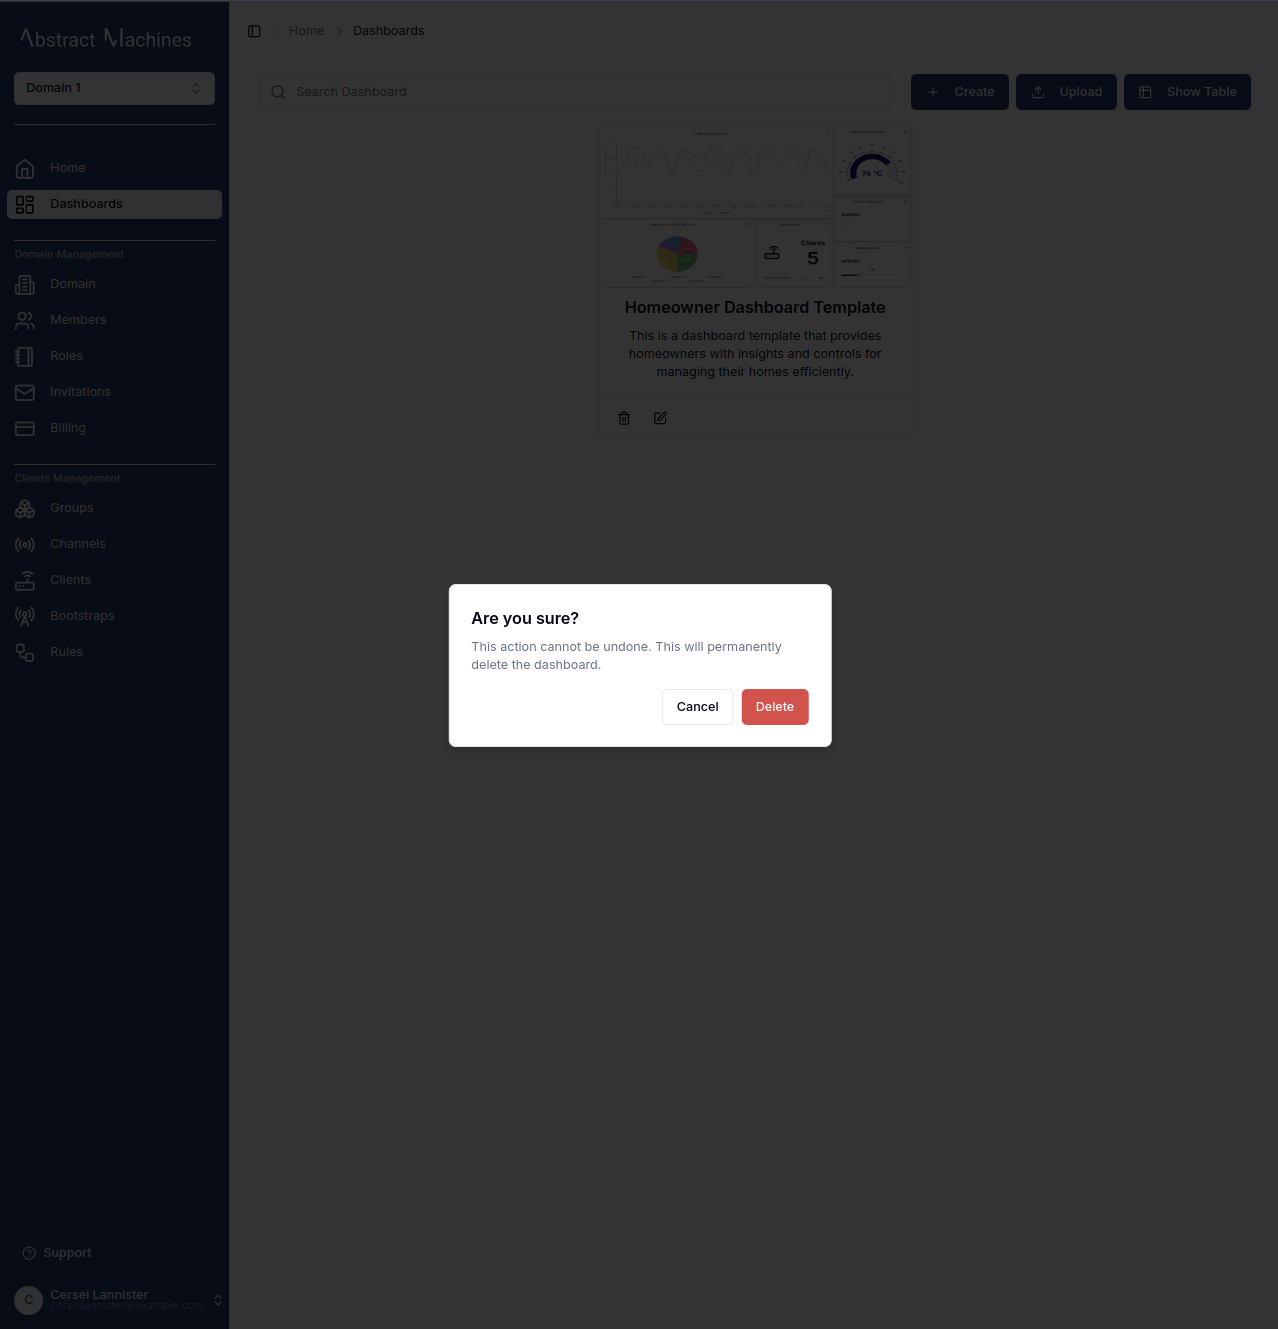 Abstract Machines
Domain 1
Home
Dashboards
Domain Management
Domain
Members
Roles
Invitations
Billing
Clients Management
Groups
Channels
Clients
Bootstraps
Rules
Support
C
Cersei Lannister
cerseilannister@example.com
Home > Dashboards
Search Dashboard
Create
Upload
Show Table
76 °C
Clients
5
Homeowner Dashboard Template
This is a dashboard template that provides
homeowners with insights and controls for
managing their homes efficiently.
Are you sure?
This action cannot be undone. This will permanently
delete the dashboard.
Cancel
Delete